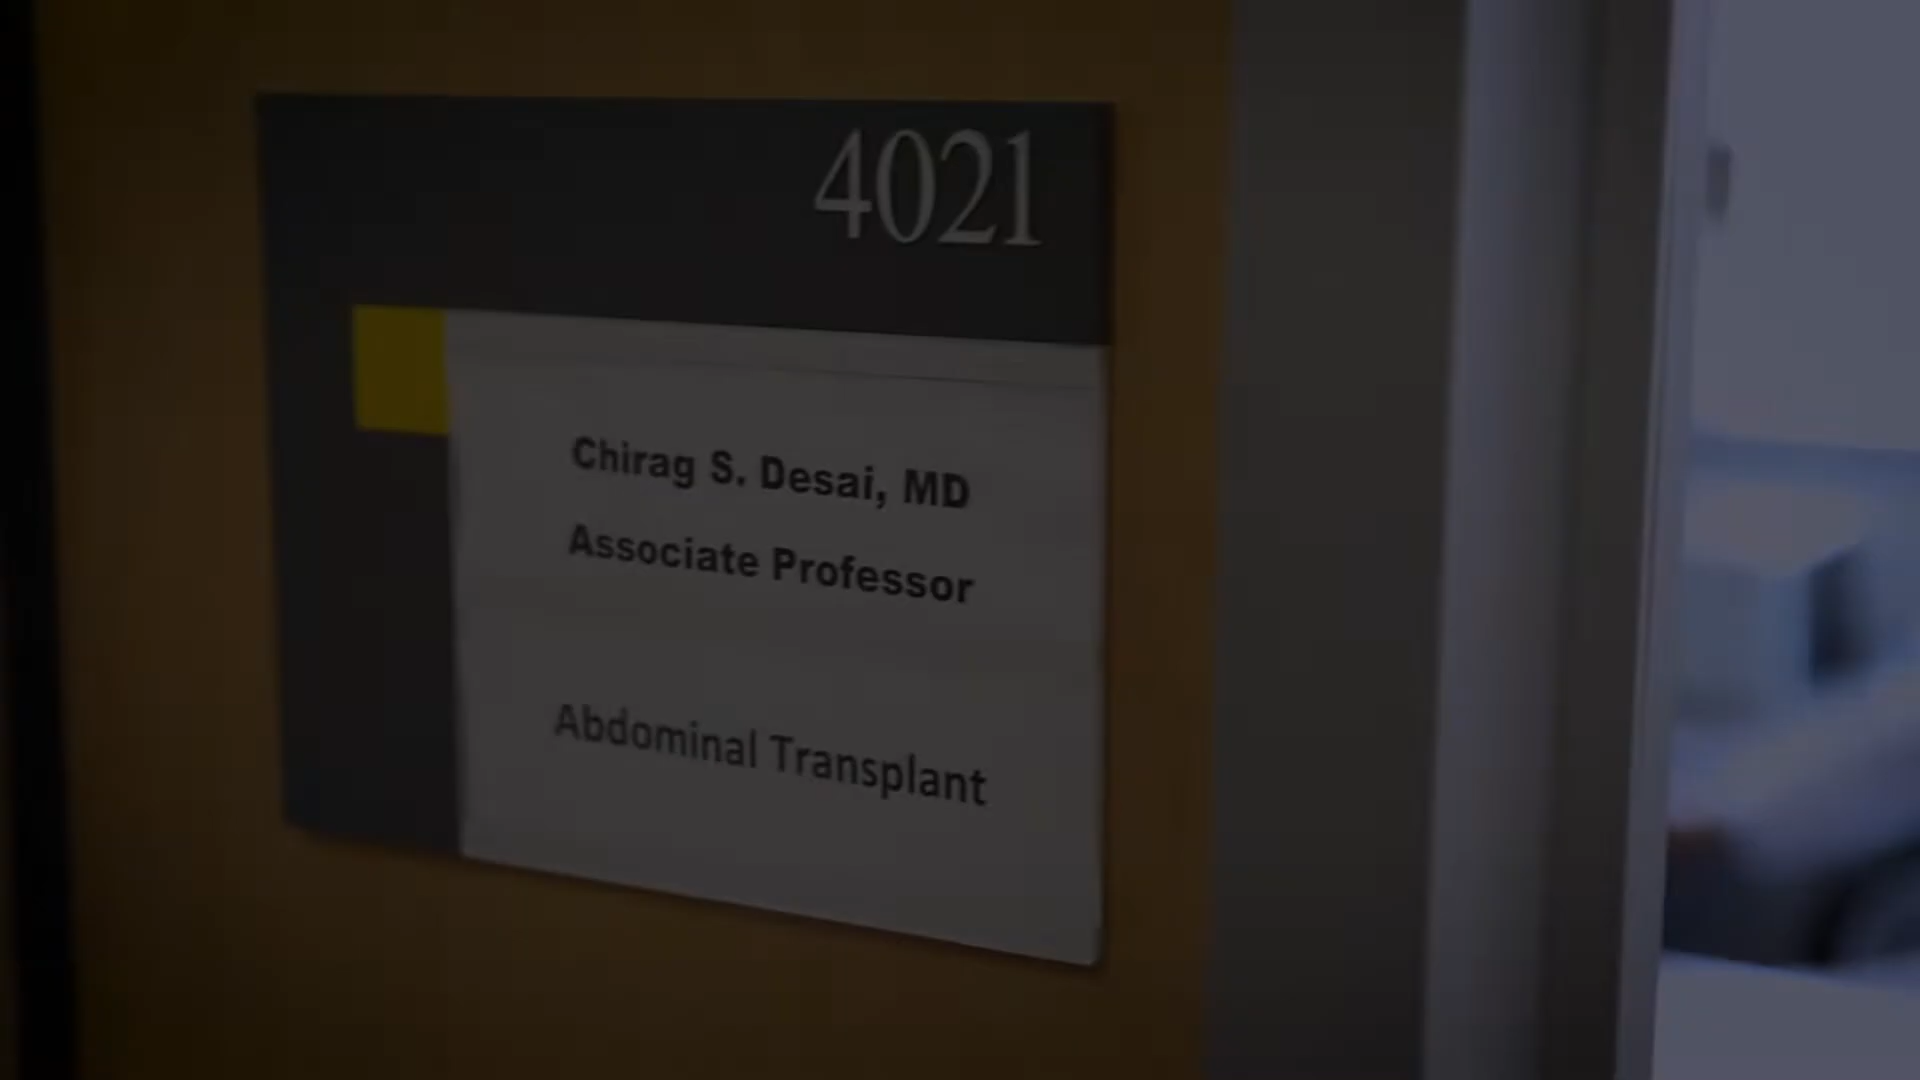 4021
Chirag S. Desai, MD
Associate Professor
Abdominal Transplant